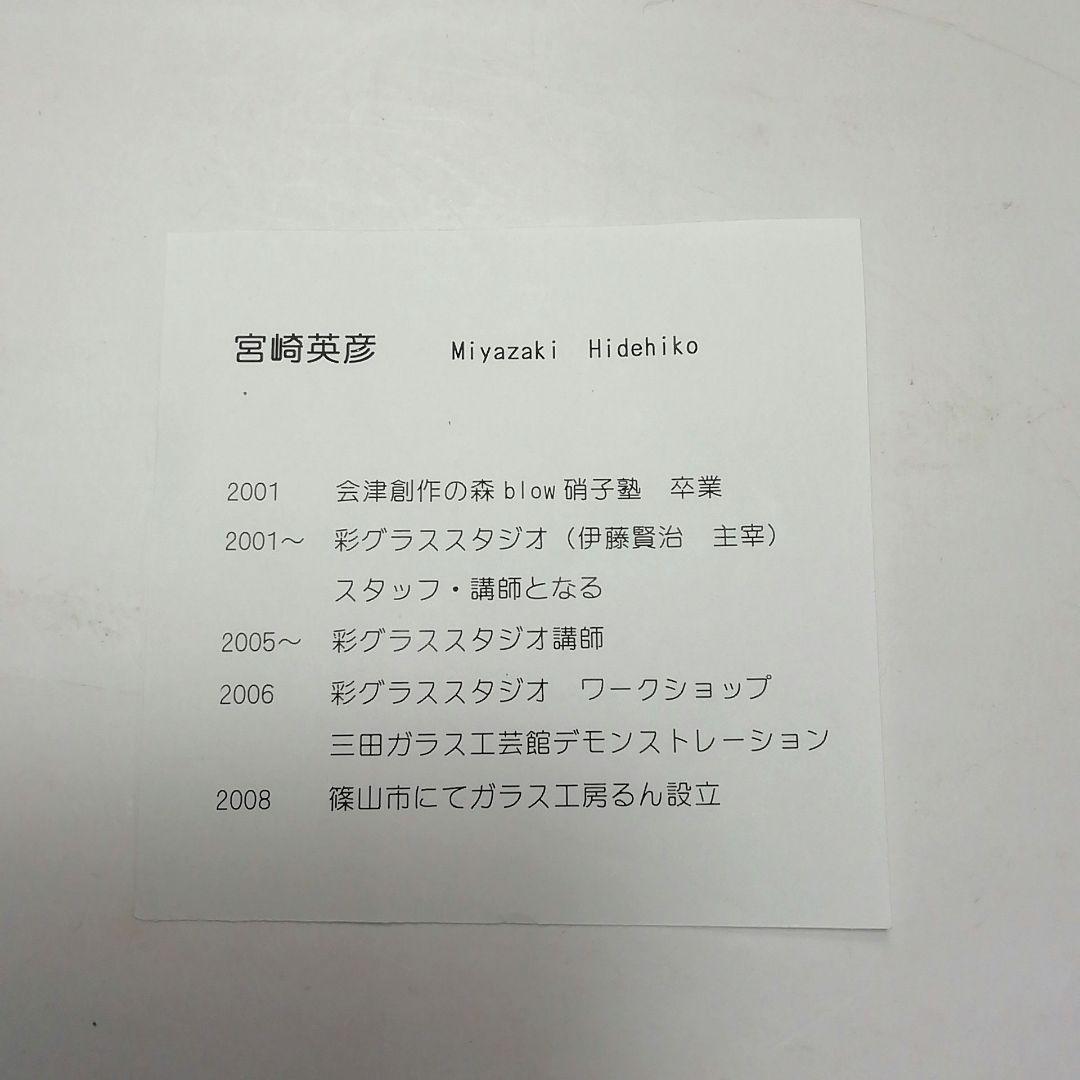 宮崎英彦 Miyazaki Hidehiko
2001 会津創作の森blow硝子塾 卒業
2001～ 彩グラススタジオ（伊藤賢治 主宰）
スタッフ・講師となる
2005～ 彩グラススタジオ講師
2006 彩グラススタジオ ワークショップ
三田ガラス工芸館デモンストレーション
2008 篠山市にてガラス工房るん設立